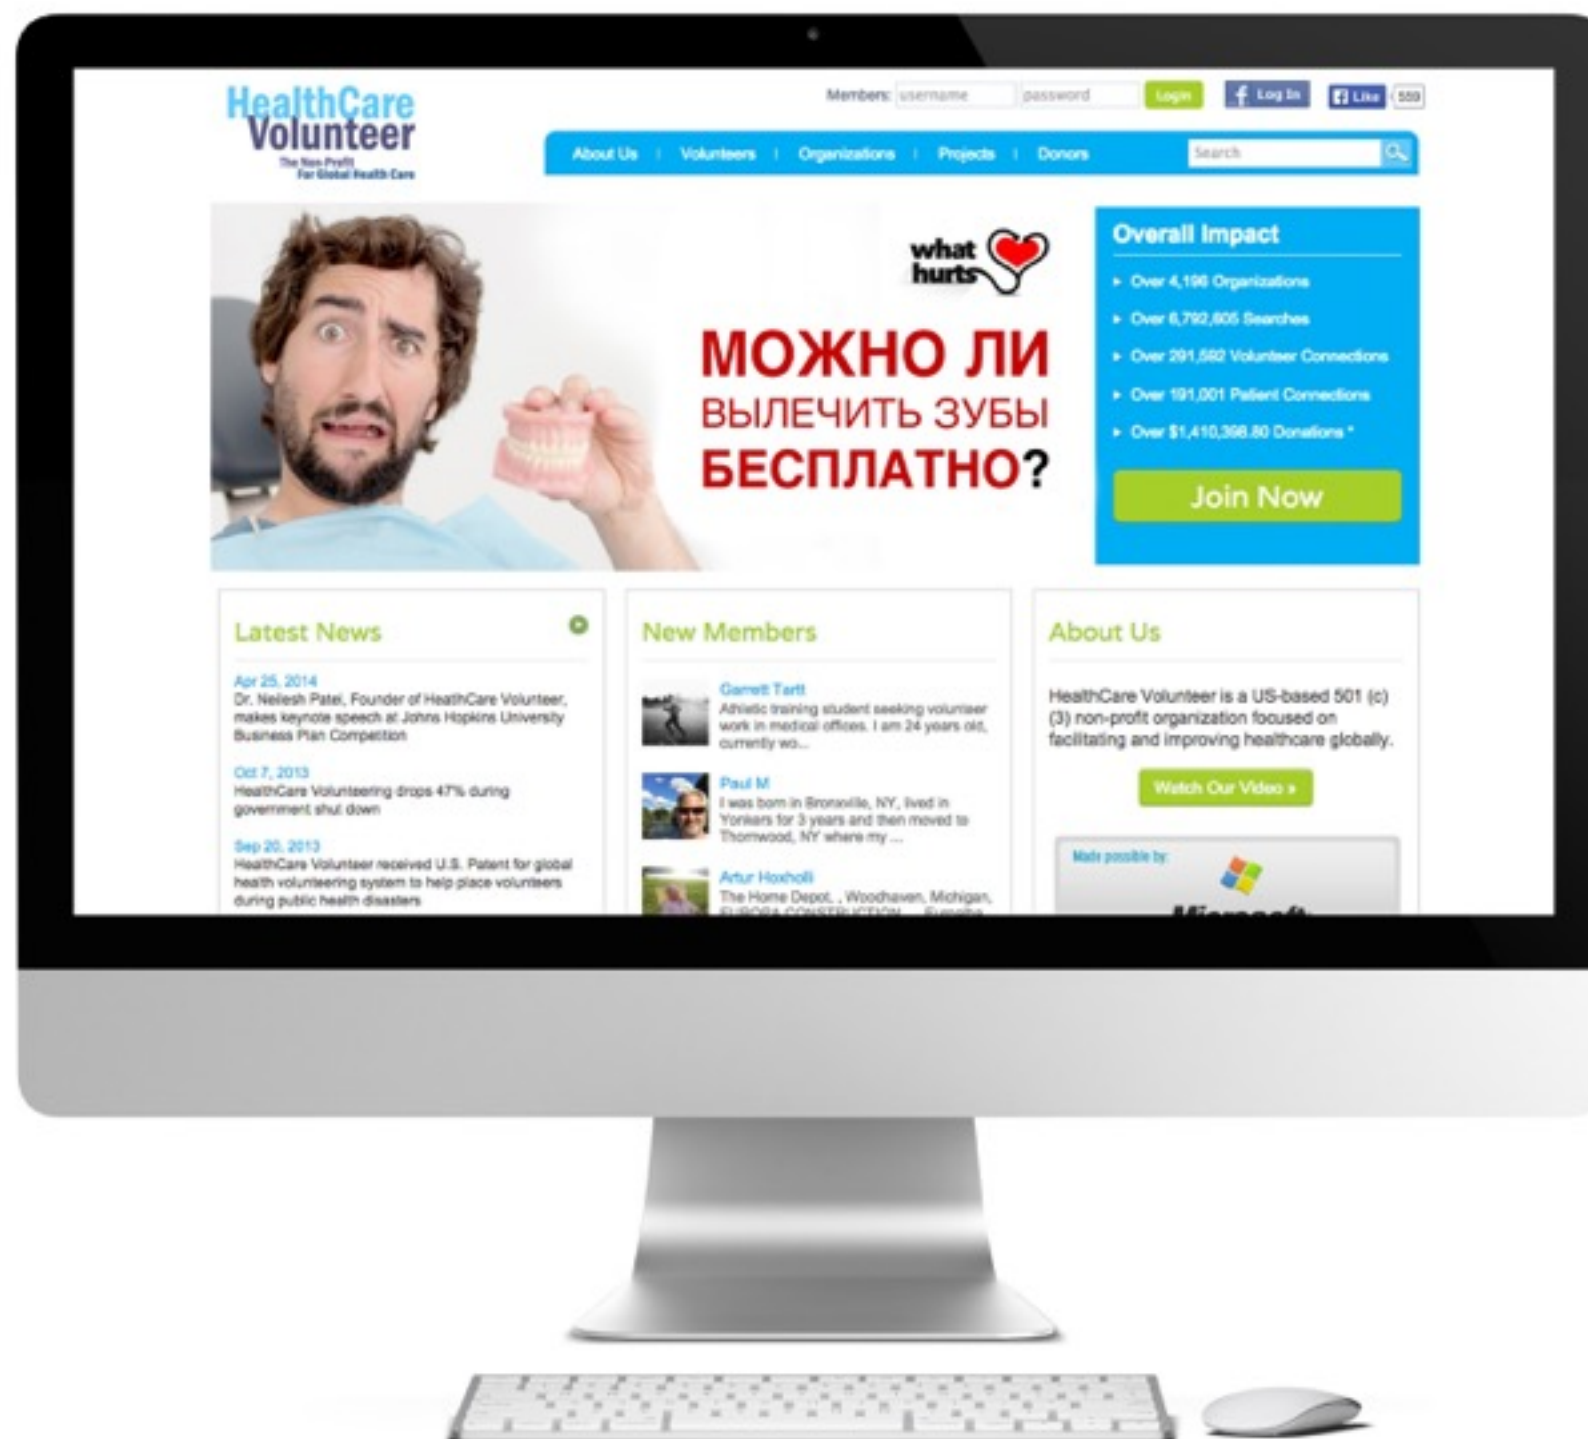 HealthCare
Volunteer
The Non-Profit
For Global Health Care
Members: username password Login f Log In f Like 559
About Us | Volunteers | Organizations | Projects | Donors Search
what
hurts
МОЖНО ЛИ
ВЫЛЕЧИТЬ ЗУБЫ
БЕСПЛАТНО?
Overall Impact
Over 4,196 Organizations
Over 6,792,605 Searches
Over 291,592 Volunteer Connections
Over 191,001 Patient Connections
Over $1,410,398.80 Donations *
Join Now
Latest News
Apr 25, 2014
Dr. Neilesh Patel, Founder of HeathCare Volunteer,
makes keynote speech at Johns Hopkins University
Business Plan Competition
Oct 7, 2013
HealthCare Volunteering drops 47% during
government shut down
Sep 20, 2013
HealthCare Volunteer received U.S. Patent for global
health volunteering system to help place volunteers
during public health disasters
New Members
Garrett Tartt
Athletic training student seeking volunteer
work in medical offices. I am 24 years old,
currently wo...
Paul M
I was born in Bronxville, NY, lived in
Yonkers for 3 years and then moved to
Thornwood, NY where my ...
Artur Hoxholli
The Home Depot, , Woodhaven, Michigan,
EUROPA CONSTRUCTION
About Us
HealthCare Volunteer is a US-based 501 (c)
(3) non-profit organization focused on
facilitating and improving healthcare globally.
Watch Our Video »
Made possible by:
Microsoft